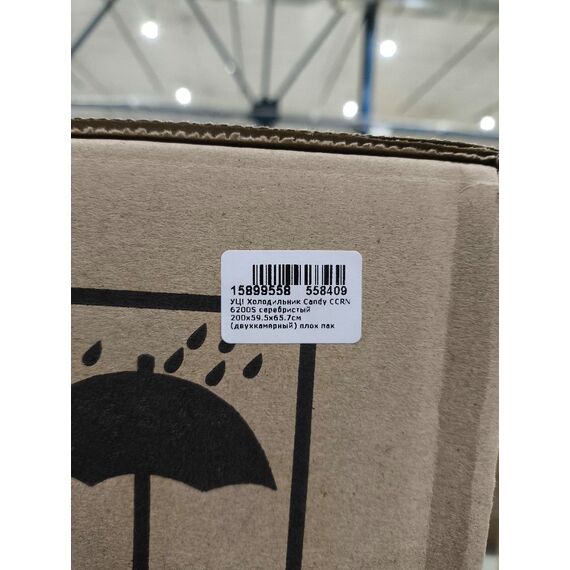 15899558 558409
УЦ! Холодильник Candy CCRN
6200S серебристый
200x59.5x65.7см
(двухкамерный) плох пак